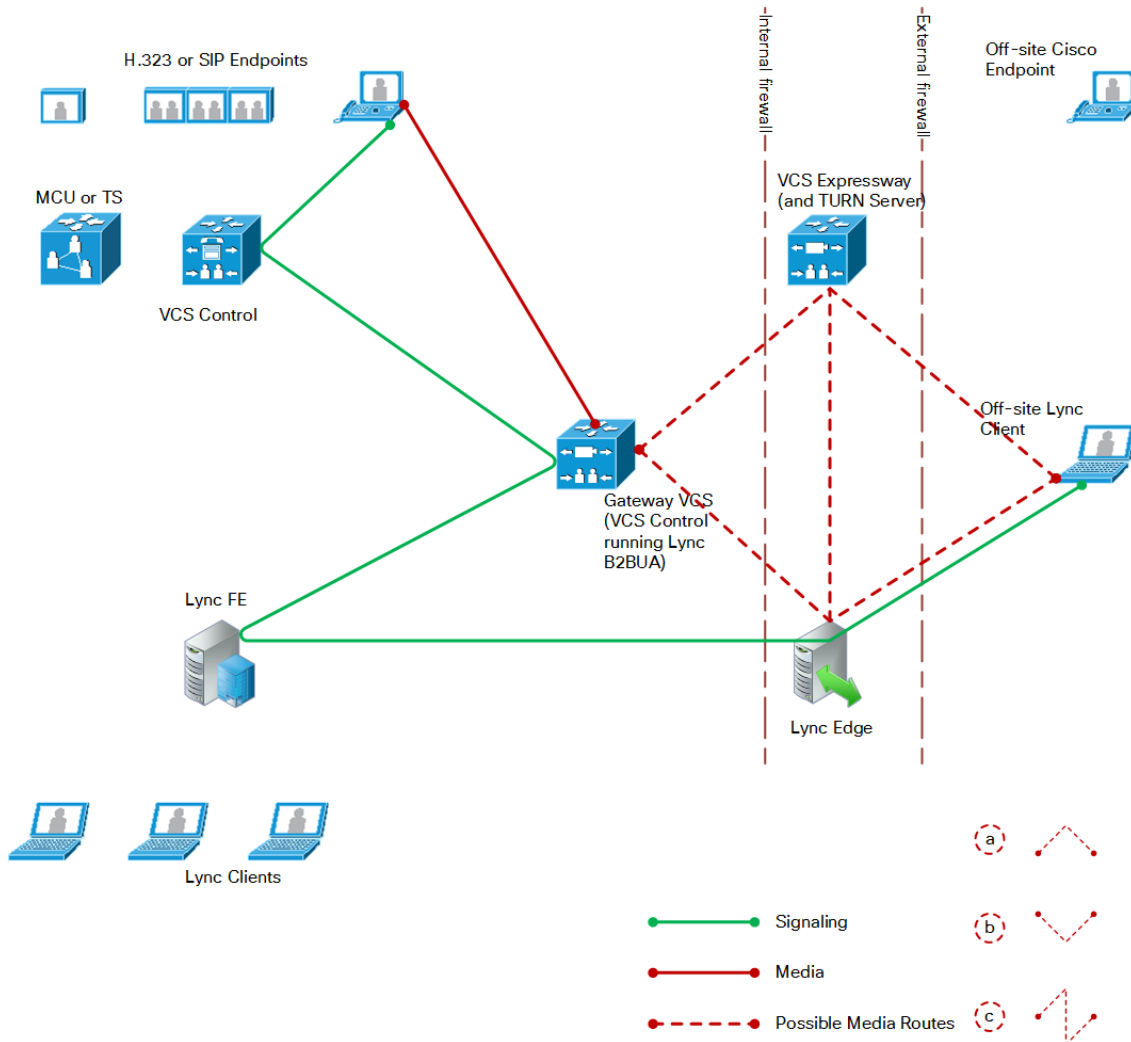 H.323 or SIP Endpoints
Internal firewall
External firewall
Off-site Cisco
Endpoint
MCU or TS
VCS Control
VCS Expressway
(and TURN Server)
Off-site Lync
Client
Gateway VCS
(VCS Control
running Lync
B2BUA)
Lync FE
Lync Edge
Lync Clients
a
b
c
Signaling
Media
Possible Media Routes